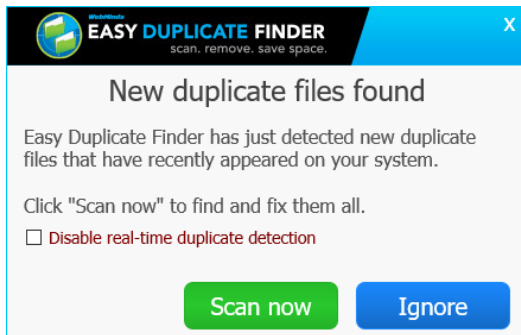 WebMinds
EASY DUPLICATE FINDER
scan. remove. save space.
X
New duplicate files found
Easy Duplicate Finder has just detected new duplicate
files that have recently appeared on your system.
Click "Scan now" to find and fix them all.
Disable real-time duplicate detection
Scan now
Ignore